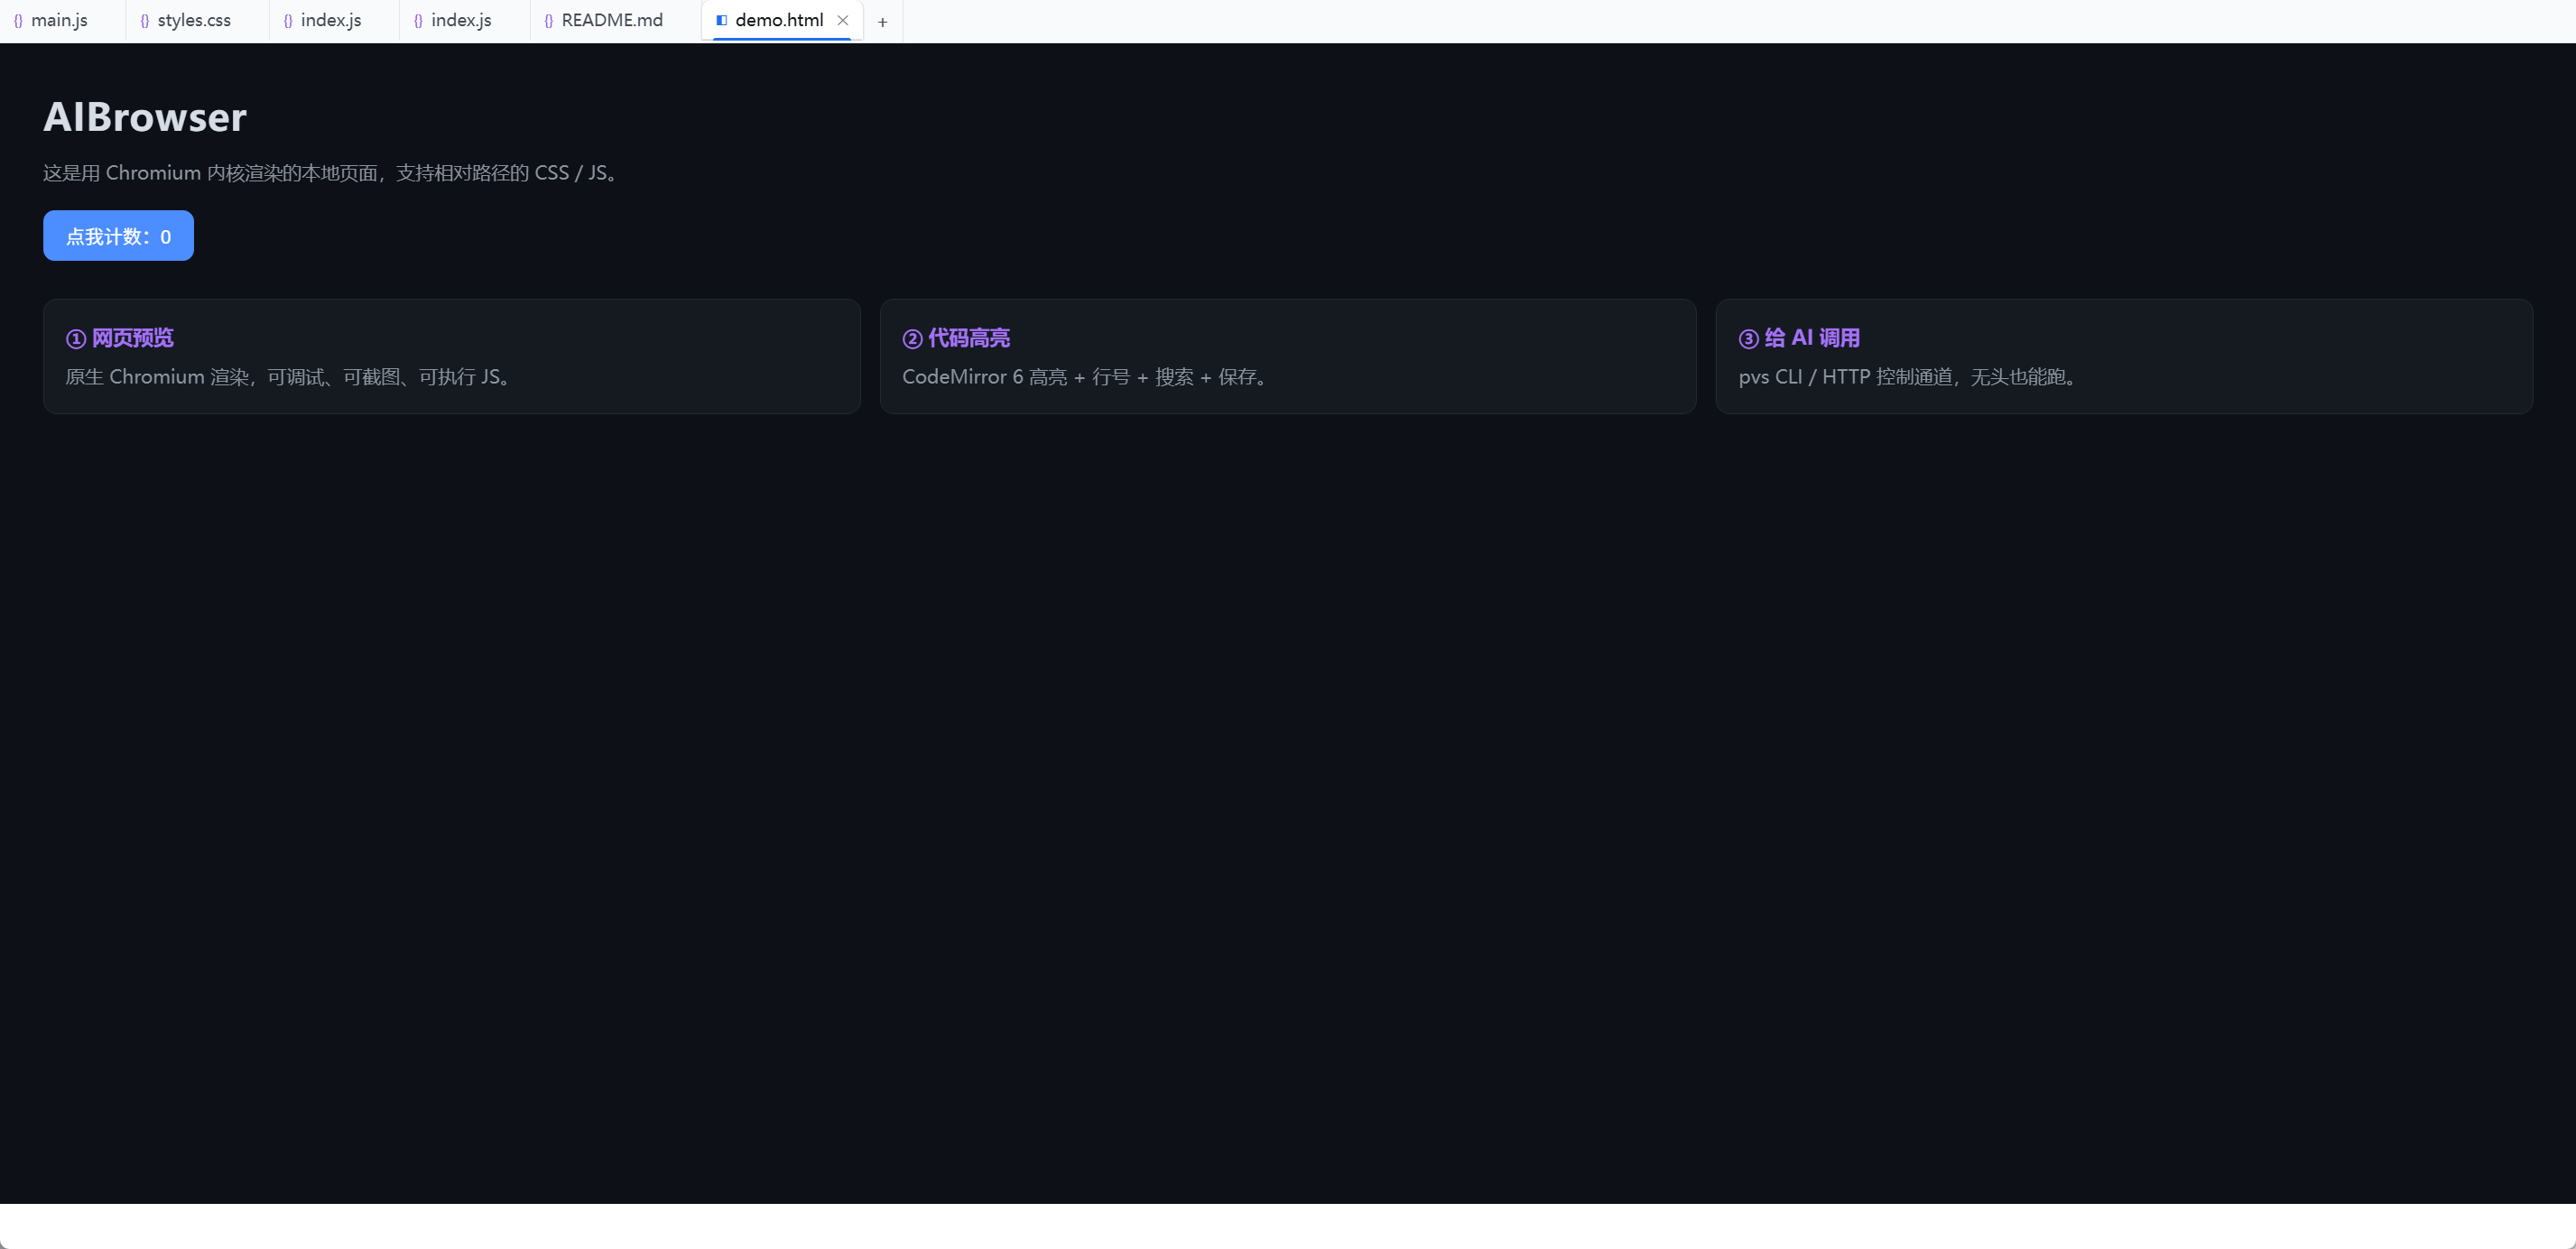 {} main.js {} styles.css {} index.js {} index.js {} README.md demo.html × +
AIBrowser
这是用 Chromium 内核渲染的本地页面，支持相对路径的 CSS / JS。
点我计数：0
① 网页预览
原生 Chromium 渲染，可调试、可截图、可执行 JS。
② 代码高亮
CodeMirror 6 高亮 + 行号 + 搜索 + 保存。
③ 给 AI 调用
pvs CLI / HTTP 控制通道，无头也能跑。